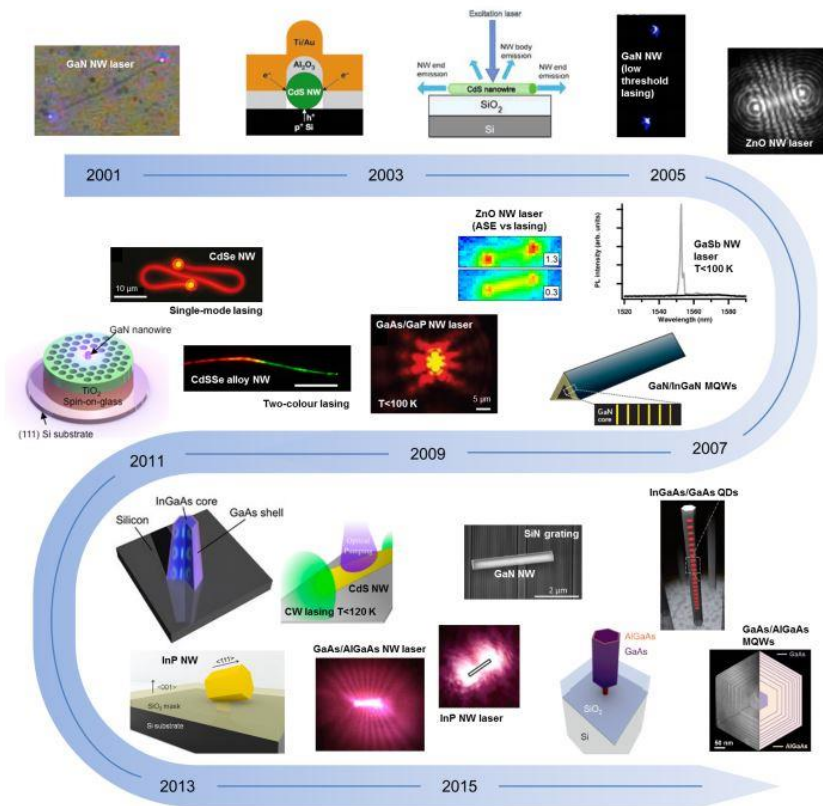 GaN NW laser
Ti/Au
Al₂O₃
e⁻
e⁻
CdS NW
h⁺
p⁺ Si
Excitation laser
NW end
emission
NW body
emission
NW end
emission
CdS nanowire
SiO₂
Si
GaN NW
(low
threshold
lasing)
ZnO NW laser
2001
2003
2005
CdSe NW
10 µm
Single-mode lasing
ZnO NW laser
(ASE vs lasing)
1.3
0.3
PL intensity (arb. units)
GaSb NW
laser
T<100 K
1520
1540
1560
1580
Wavelength (nm)
GaN nanowire
TiO₂
Spin-on-glass
(111) Si substrate
CdSSe alloy NW
Two-colour lasing
GaAs/GaP NW laser
T<100 K
5 µm
GaN/InGaN MQWs
GaN
core
2011
2009
2007
InGaAs core
Silicon
GaAs shell
Optical
Pumping
CdS NW
CW lasing T<120 K
SiN grating
GaN NW
2 µm
InGaAs/GaAs QDs
InP NW
<111>
<001>
SiO₂ mask
Si substrate
GaAs/AlGaAs NW laser
InP NW laser
AlGaAs
GaAs
SiO₂
Si
GaAs/AlGaAs
MQWs
GaAs
50 nm
AlGaAs
2013
2015